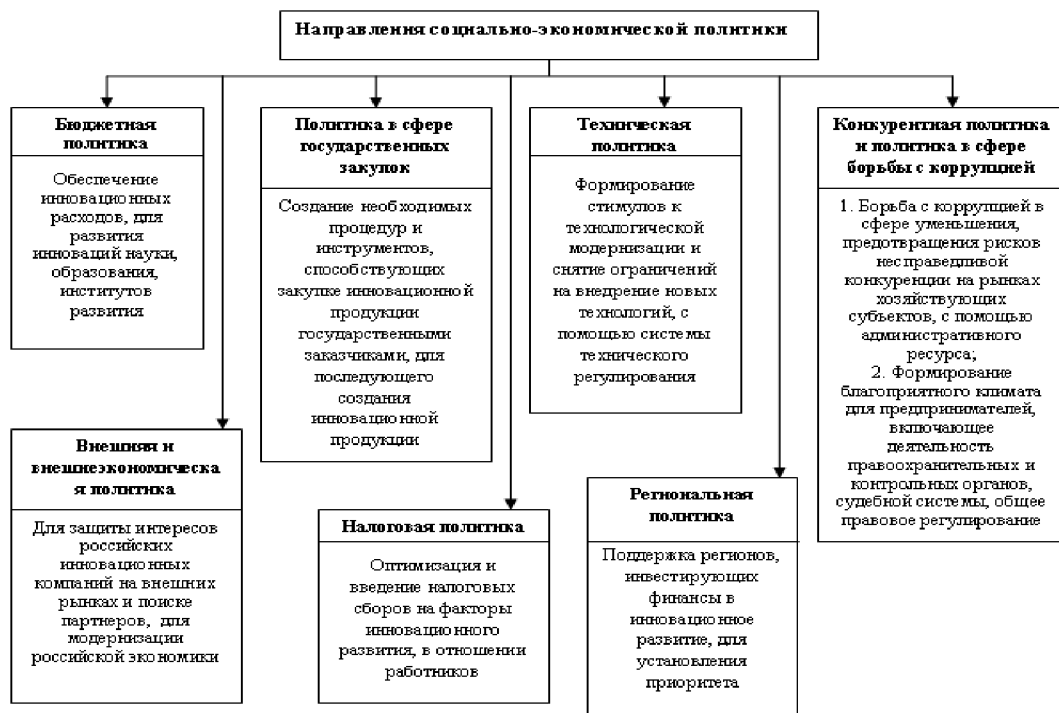 Направления социально-экономической политики
Бюджетная
политика
Обеспечение
инновационных
расходов, для
развития
инноваций науки,
образования,
институтов
развития
Политика в сфере
государственных
закупок
Создание необходимых
процедур и
инструментов,
способствующих
закупке инновационной
продукции
государственными
заказчиками, для
последующего
создания
инновационной
продукции
Техническая
политика
Формирование
стимулов к
технологической
модернизации и
снятие ограничений
на внедрение новых
технологий, с
помощью системы
технического
регулирования
Конкурентная политика
и политика в сфере
борьбы с коррупцией
1. Борьба с коррупцией в
сфере уменьшения,
предотвращения рисков
несправедливой
конкуренции на рынках
хозяйствующих
субъектов, с помощью
административного
ресурса;
2. Формирование
благоприятного климата
для предпринимателей,
включающее
деятельность
правоохранительных и
контрольных органов,
судебной системы, общее
правовое регулирование
Внешняя и
внешнеэкономическа
я политика
Для защиты интересов
российских
инновационных
компаний на внешних
рынках и поиске
партнеров, для
модернизации
российской экономики
Налоговая политика
Оптимизация и
введение налоговых
сборов на факторы
инновационного
развития, в отношении
работников
Региональная
политика
Поддержка регионов,
инвестирующих
финансы в
инновационное
развитие, для
установления
приоритета